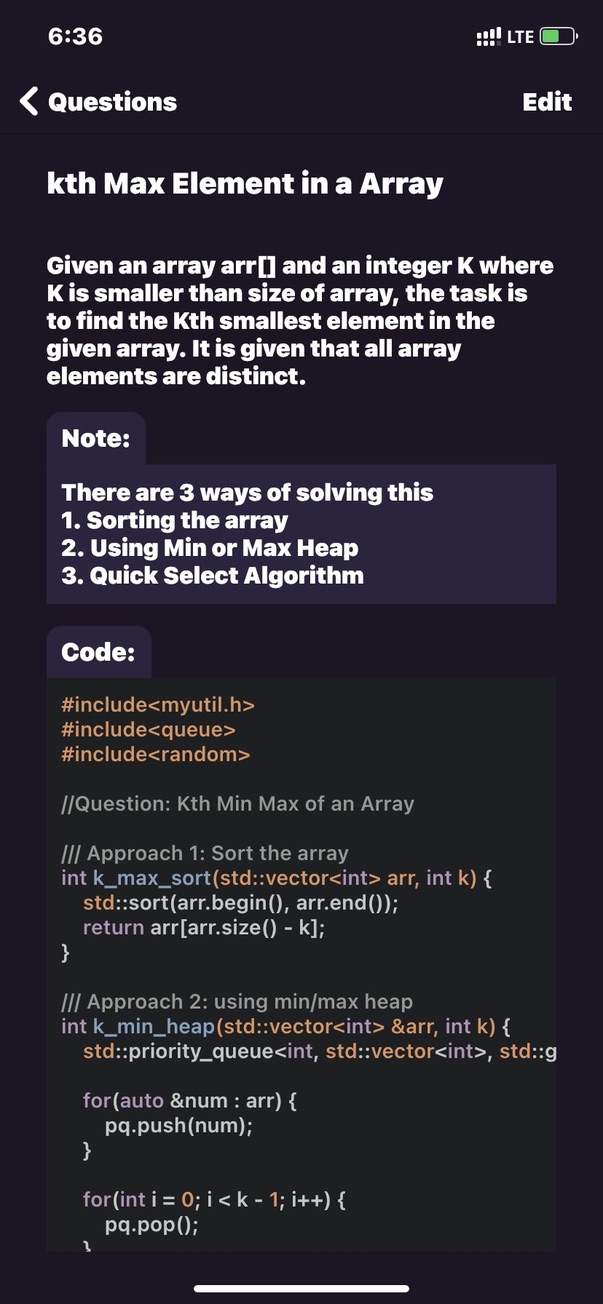 6:36
LTE
Questions
Edit
kth Max Element in a Array
Given an array arr[] and an integer K where
K is smaller than size of array, the task is
to find the Kth smallest element in the
given array. It is given that all array
elements are distinct.
Note:
There are 3 ways of solving this
1. Sorting the array
2. Using Min or Max Heap
3. Quick Select Algorithm
Code:
#include<myutil.h>
#include<queue>
#include<random>
//Question: Kth Min Max of an Array
/// Approach 1: Sort the array
int k_max_sort(std::vector<int> arr, int k) {
    std::sort(arr.begin(), arr.end());
    return arr[arr.size() - k];
}
/// Approach 2: using min/max heap
int k_min_heap(std::vector<int> &arr, int k) {
    std::priority_queue<int, std::vector<int>, std::g
    for(auto &num : arr) {
        pq.push(num);
    }
    for(int i = 0; i < k - 1; i++) {
        pq.pop();
    }